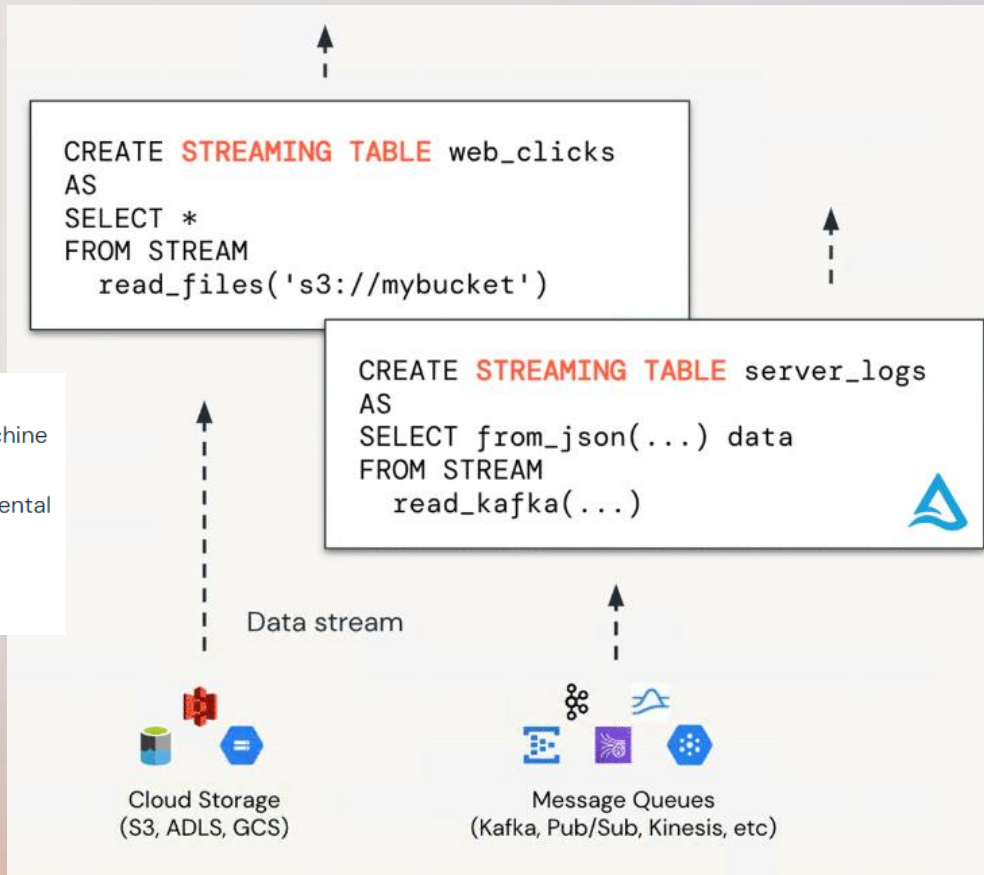 CREATE STREAMING TABLE web_clicks
AS
SELECT *
FROM STREAM
read_files('s3://mybucket')
CREATE STREAMING TABLE server_logs
AS
SELECT from_json(...) data
FROM STREAM
read_kafka(...)
chine
ental
Data stream
Cloud Storage
(S3, ADLS, GCS)
Message Queues
(Kafka, Pub/Sub, Kinesis, etc)